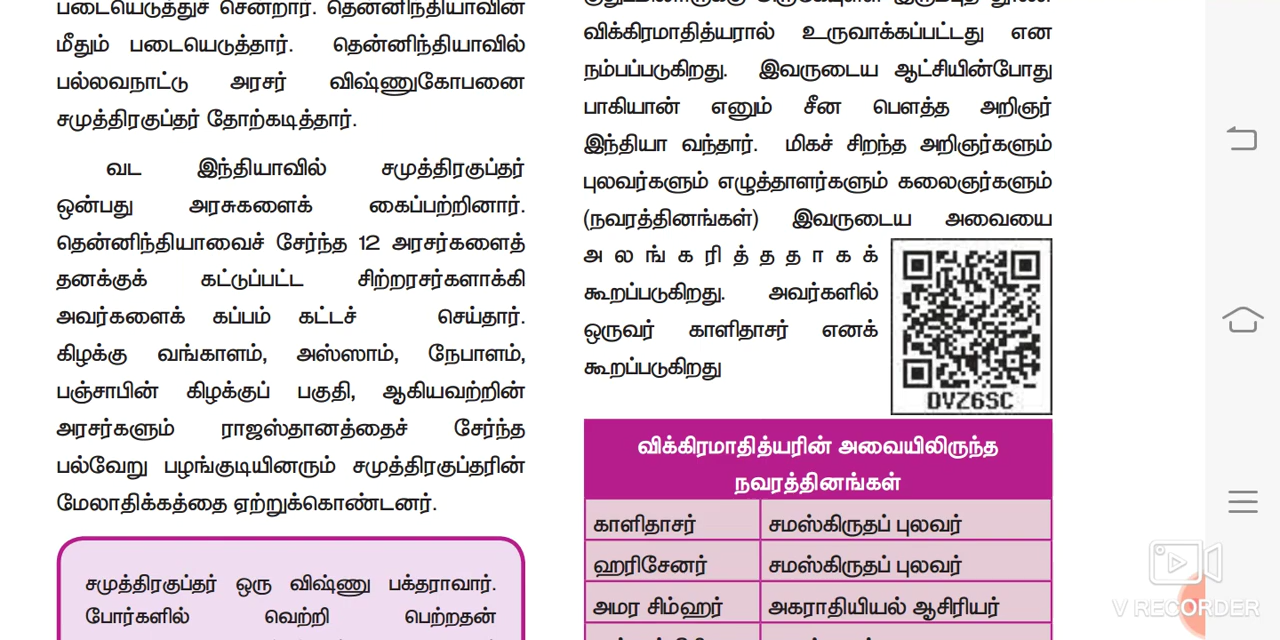 படையெடுத்துச் சென்றார். தென்னிந்தியாவின்
மீதும் படையெடுத்தார். தென்னிந்தியாவில்
பல்லவநாட்டு அரசர் விஷ்ணுகோபனை
சமுத்திரகுப்தர் தோற்கடித்தார்.
வட இந்தியாவில் சமுத்திரகுப்தர்
ஒன்பது அரசுகளைக் கைப்பற்றினார்.
தென்னிந்தியாவைச் சேர்ந்த 12 அரசர்களைத்
தனக்குக் கட்டுப்பட்ட சிற்றரசர்களாக்கி
அவர்களைக் கப்பம் கட்டச் செய்தார்.
கிழக்கு வங்காளம், அஸ்ஸாம், நேபாளம்,
பஞ்சாபின் கிழக்குப் பகுதி, ஆகியவற்றின்
அரசர்களும் ராஜஸ்தானத்தைச் சேர்ந்த
பல்வேறு பழங்குடியினரும் சமுத்திரகுப்தரின்
மேலாதிக்கத்தை ஏற்றுக்கொண்டனர்.
சமுத்திரகுப்தர் ஒரு விஷ்ணு பக்தராவார்.
போர்களில் வெற்றி பெற்றதன்
விக்கிரமாதித்யரால் உருவாக்கப்பட்டது என
நம்பப்படுகிறது. இவருடைய ஆட்சியின்போது
பாகியான் எனும் சீன பௌத்த அறிஞர்
இந்தியா வந்தார். மிகச் சிறந்த அறிஞர்களும்
புலவர்களும் எழுத்தாளர்களும் கலைஞர்களும்
(நவரத்தினங்கள்) இவருடைய அவையை
அலங்கரித்ததாகக்
கூறப்படுகிறது. அவர்களில்
ஒருவர் காளிதாசர் எனக்
கூறப்படுகிறது
DVZ6SC
விக்கிரமாதித்யரின் அவையிலிருந்த
நவரத்தினங்கள்
காளிதாசர் சமஸ்கிருதப் புலவர்
ஹரிசேனர் சமஸ்கிருதப் புலவர்
அமர சிம்ஹர் அகராதியியல் ஆசிரியர்
V RECORDER